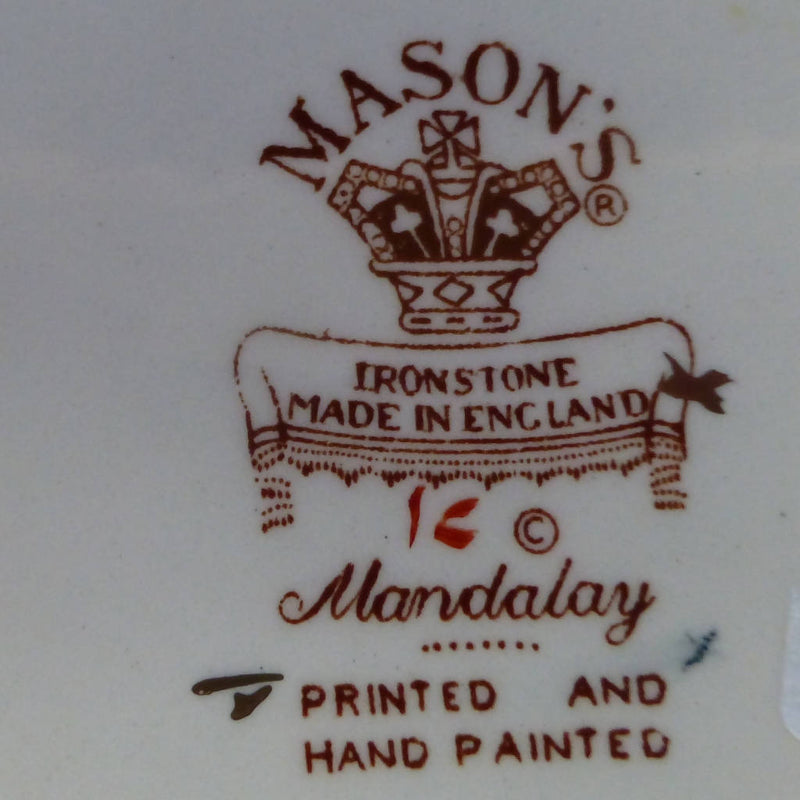 MASON'S ®
IRONSTONE
MADE IN ENGLAND
©
Mandalay
PRINTED AND
HAND PAINTED